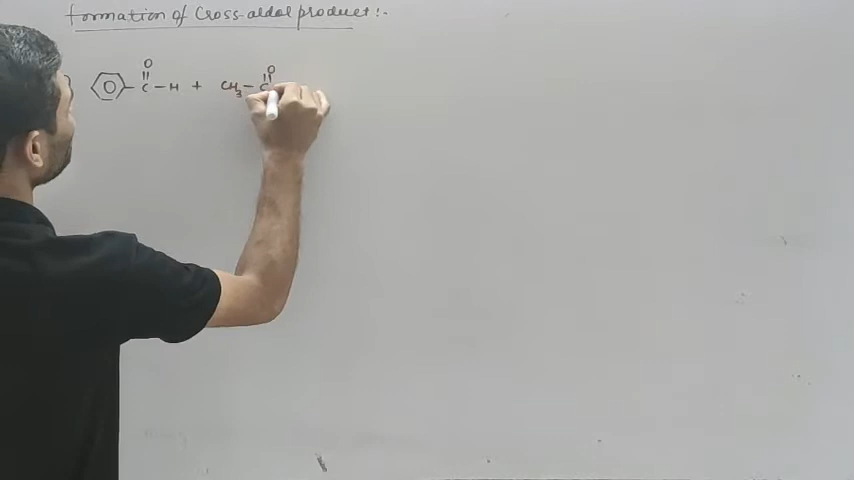 Formation of Cross-aldol product :-
O O
C - H + CH3 - C